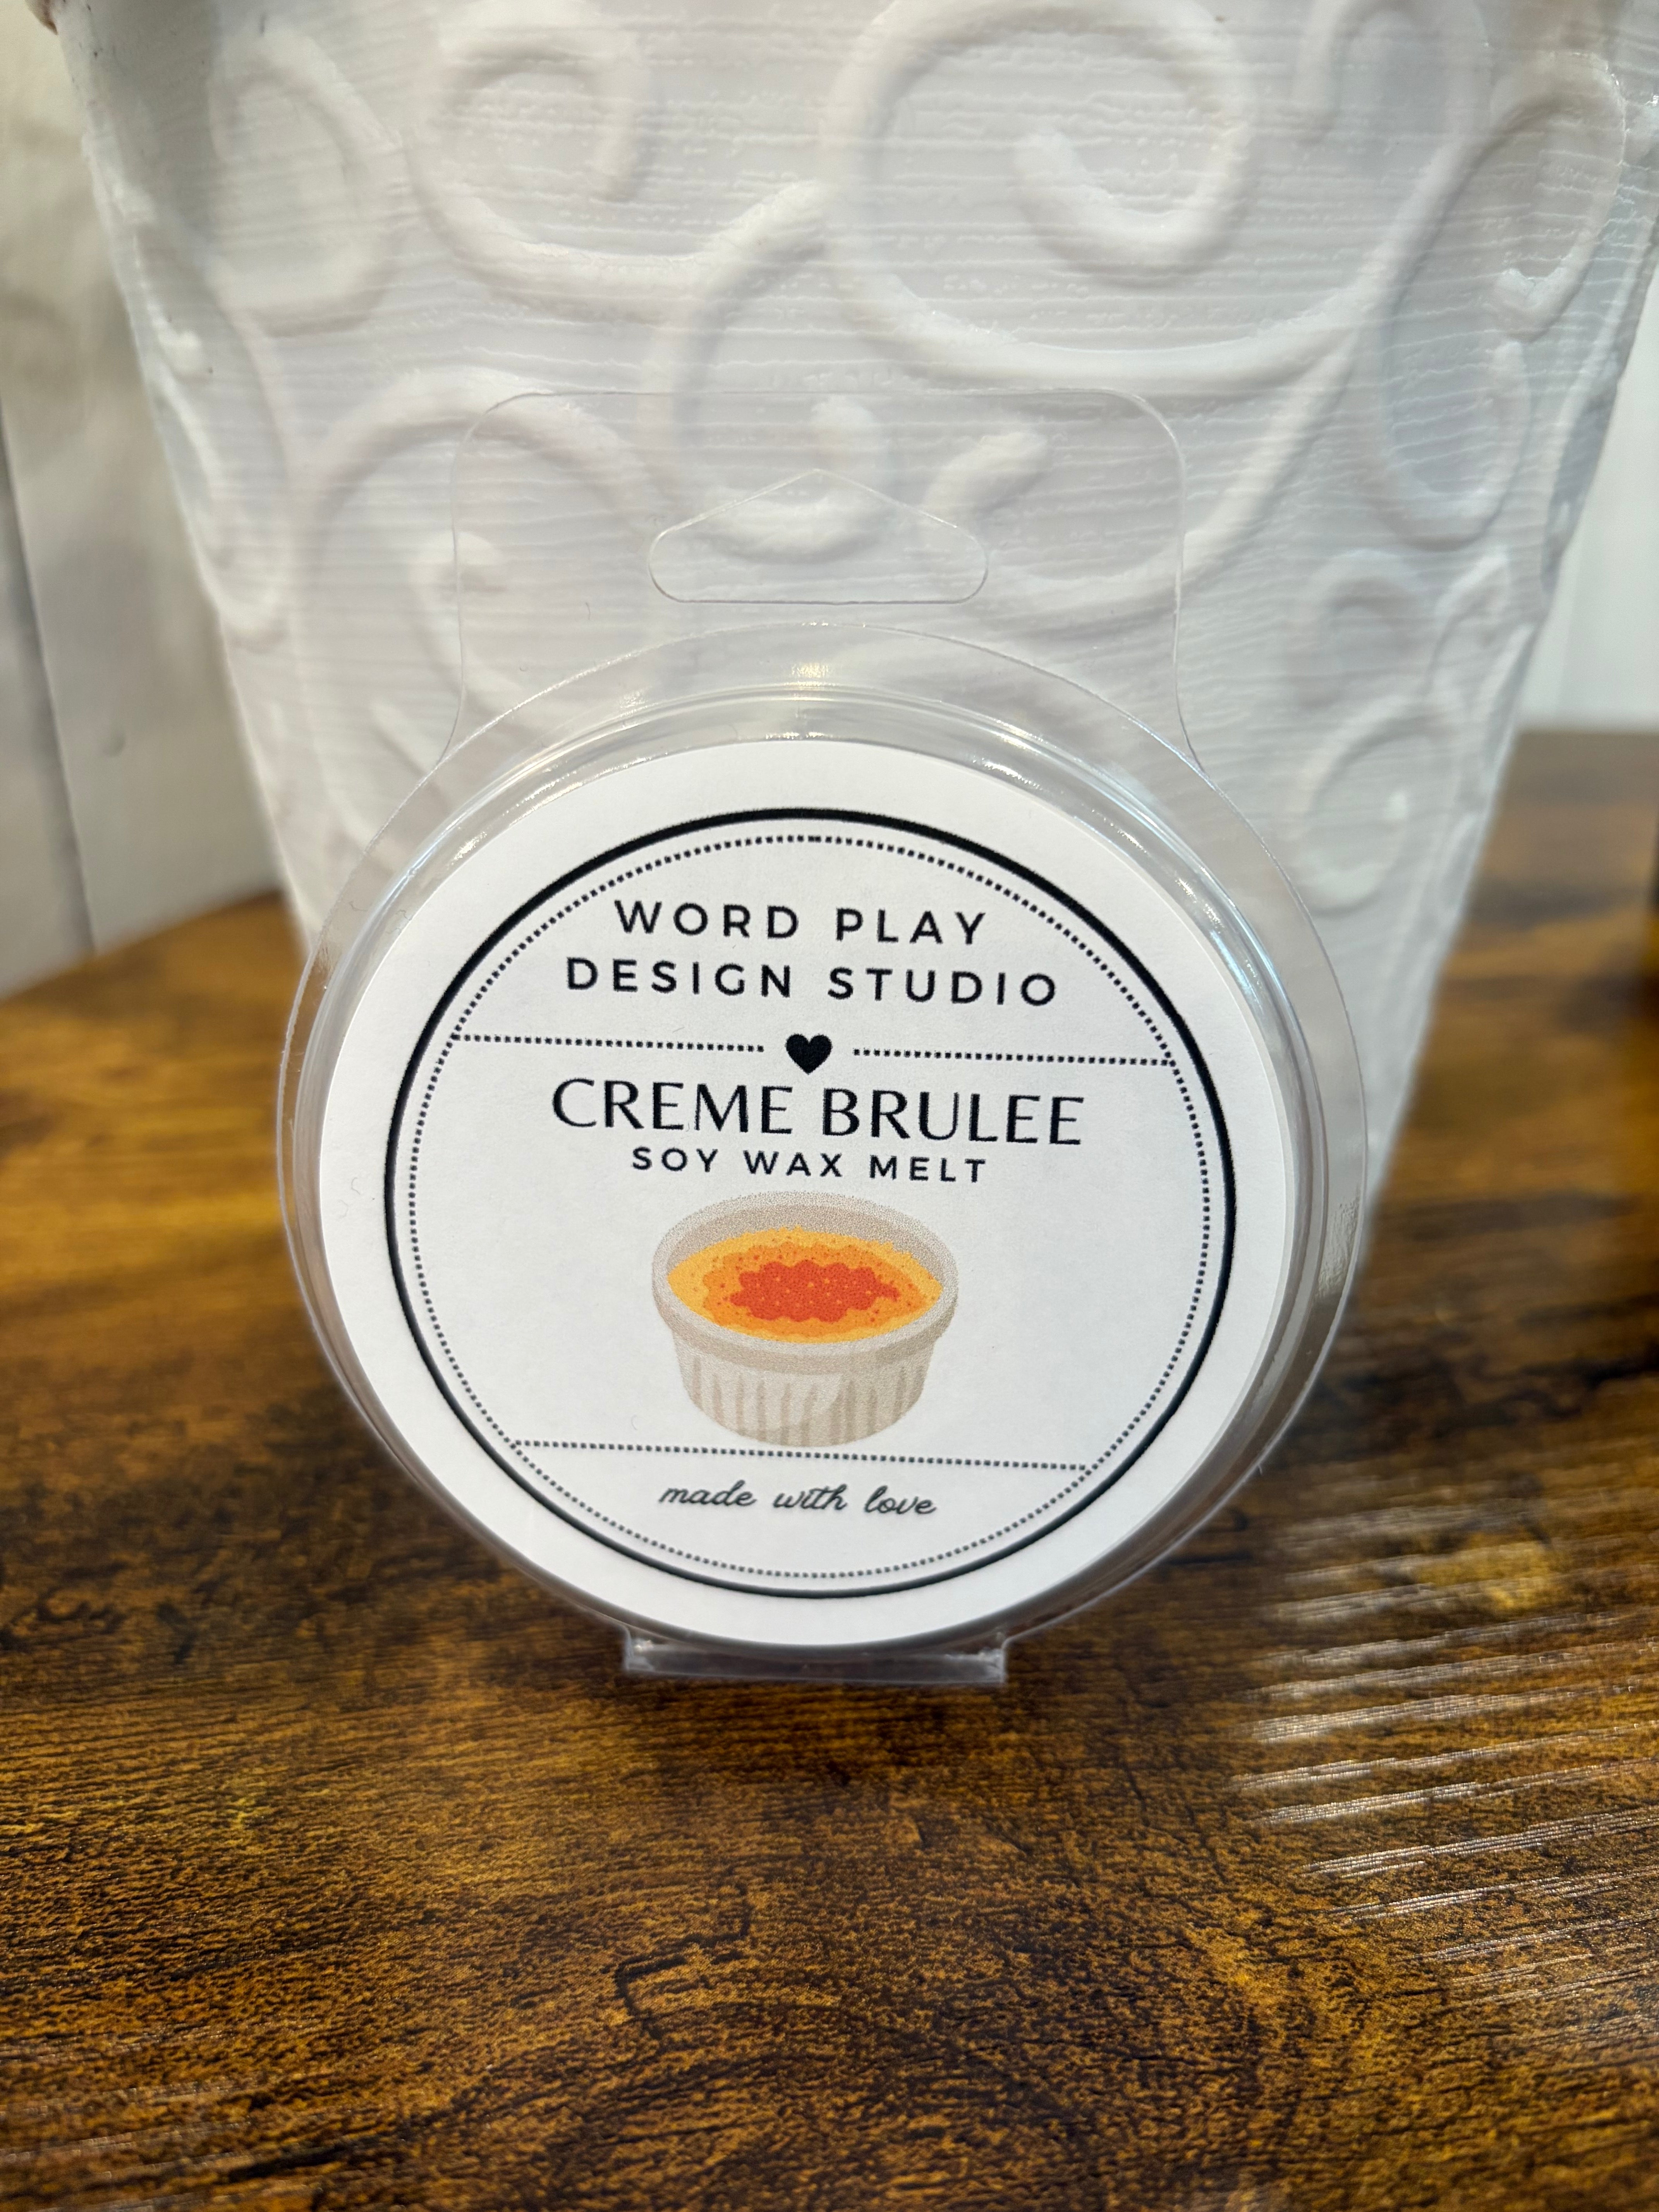 WORD PLAY
DESIGN STUDIO
CREME BRULEE
SOY WAX MELT
made with love